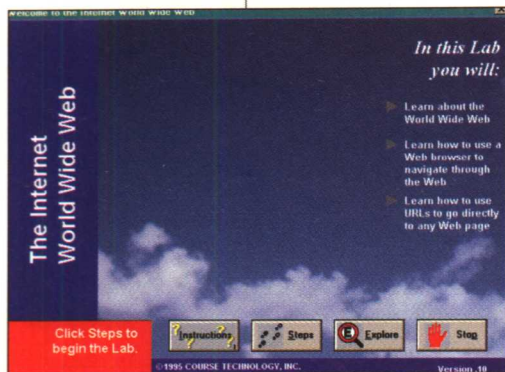 Welcome to the Internet World Wide Web
The Internet
World Wide Web
In this Lab
you will:
Learn about the
World Wide Web
Learn how to use a
Web browser to
navigate through
the Web
Learn how to use
URLs to go directly
to any Web page
Click Steps to
begin the Lab.
Instructions
Steps
Explore
Stop
©1995 COURSE TECHNOLOGY, INC.
Version .10